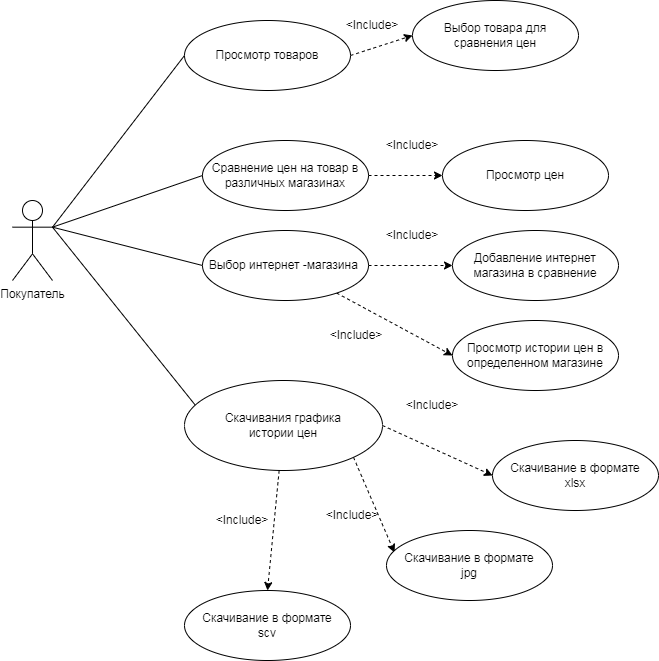 <Include>
Просмотр товаров
Выбор товара для
сравнения цен
<Include>
Сравнение цен на товар в
различных магазинах
Просмотр цен
<Include>
Выбор интернет -магазина
Добавление интернет
магазина в сравнение
Покупатель
<Include>
Просмотр истории цен в
определенном магазине
<Include>
Скачивания графика
истории цен
Скачивание в формате
xlsx
<Include>
<Include>
Скачивание в формате
jpg
Скачивание в формате
scv